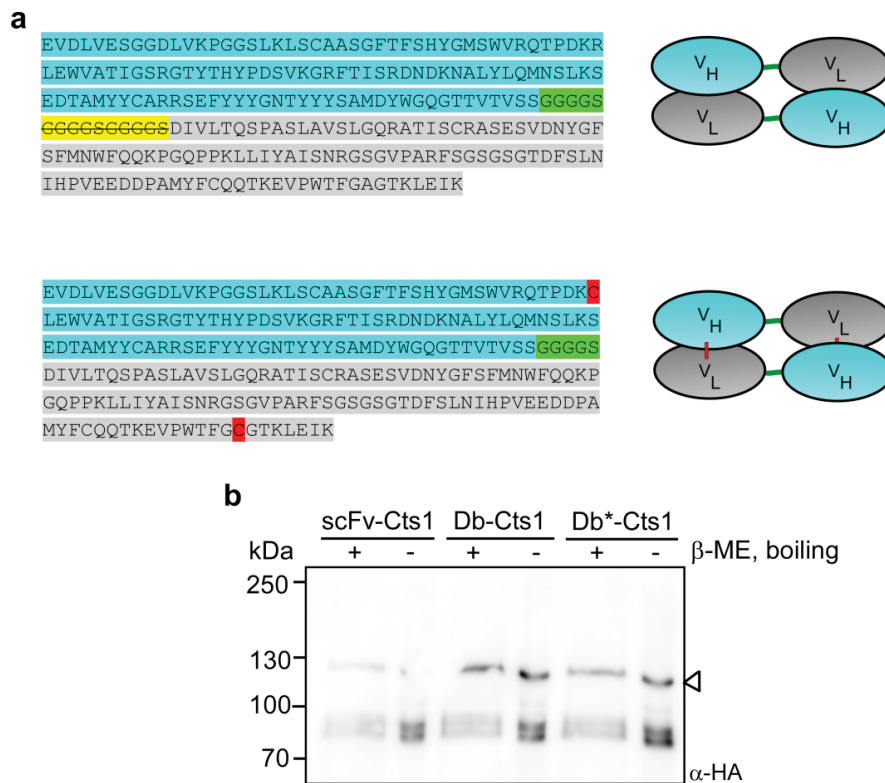 a
EVDLVESGGDLVKPGGSLKLSCAASGFTFSHYGMSWVRQTPDKR
LEWVATIGSRGTYTHYPDSVKGRFTISRDNDKNALYLQMNSLKS
EDTAMYYCARRSEFYYYGNTYYYSAMDYWGQGTTVTVSSGGGGS
GGGGSGGGGSDIVLTQSPASLAVSLGQRATISCRASESVDNYGF
SFMNWFQQKPGQPPKLLIYAISNRGSGVPARFSGSGSGTDFSLN
IHPVEEDDPAMYFCQQTKEVPWTFGAGTKLEIK
VH VL
VL VH
EVDLVESGGDLVKPGGSLKLSCAASGFTFSHYGMSWVRQTPDKC
LEWVATIGSRGTYTHYPDSVKGRFTISRDNDKNALYLQMNSLKS
EDTAMYYCARRSEFYYYGNTYYYSAMDYWGQGTTVTVSSGGGGS
DIVLTQSPASLAVSLGQRATISCRASESVDNYGFSFMNWFQQKP
GQPPKLLIYAISNRGSGVPARFSGSGSGTDFSLNIHPVEEDDPA
MYFCQQTKEVPWTFGCGTKLEIK
VH VL
VL VH
b
scFv-Cts1 Db-Cts1 Db*-Cts1
kDa + - + - + - β-ME, boiling
250
130
100
70
α-HA